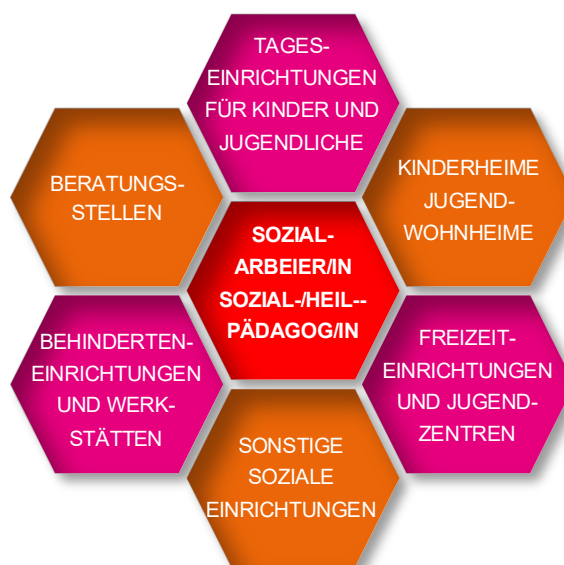 TAGES-
EINRICHTUNGEN
FÜR KINDER UND
JUGENDLICHE
BERATUNGS-
STELLEN
KINDERHEIME
JUGEND-
WOHNHEIME
SOZIAL-
ARBEIER/IN
SOZIAL-/HEIL--
PÄDAGOG/IN
BEHINDERTEN-
EINRICHTUNGEN
UND WERK-
STÄTTEN
FREIZEIT-
EINRICHTUNGEN
UND JUGEND-
ZENTREN
SONSTIGE
SOZIALE
EINRICHTUNGEN